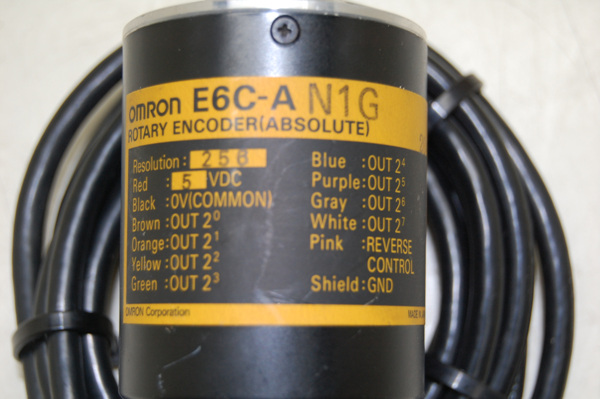 OMRON E6C-A N1G
ROTARY ENCODER(ABSOLUTE)
Resolution: 256
Red : 5 VDC
Black :0V(COMMON)
Brown :OUT 2⁰
Orange:OUT 2¹
Yellow :OUT 2²
Green :OUT 2³
Blue :OUT 2⁴
Purple:OUT 2⁵
Gray :OUT 2⁶
White :OUT 2⁷
Pink :REVERSE
CONTROL
Shield:GND
OMRON Corporation
MADE IN